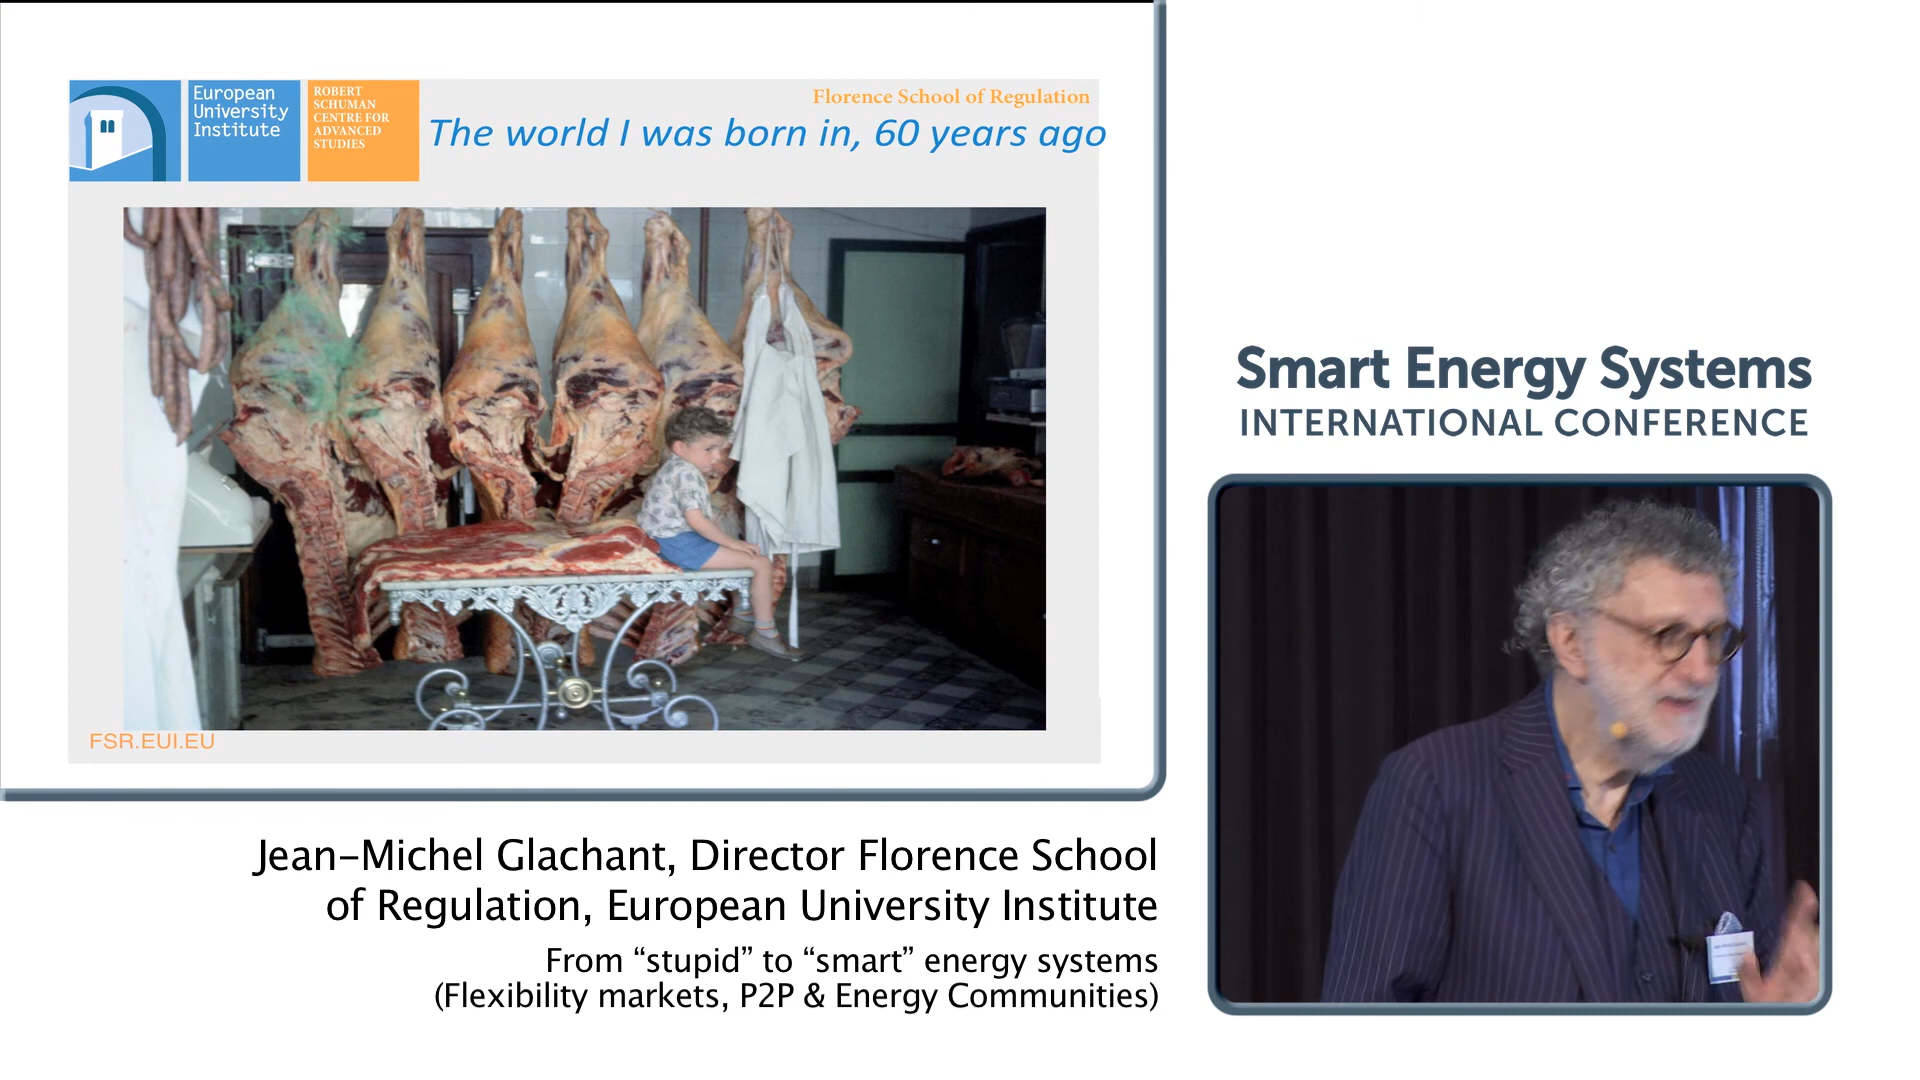 European
University
Institute
ROBERT
SCHUMAN
CENTRE FOR
ADVANCED
STUDIES
Florence School of Regulation
The world I was born in, 60 years ago
FSR.EUI.EU
Smart Energy Systems
INTERNATIONAL CONFERENCE
Jean-Michel Glachant, Director Florence School
of Regulation, European University Institute
From “stupid” to “smart” energy systems
(Flexibility markets, P2P & Energy Communities)